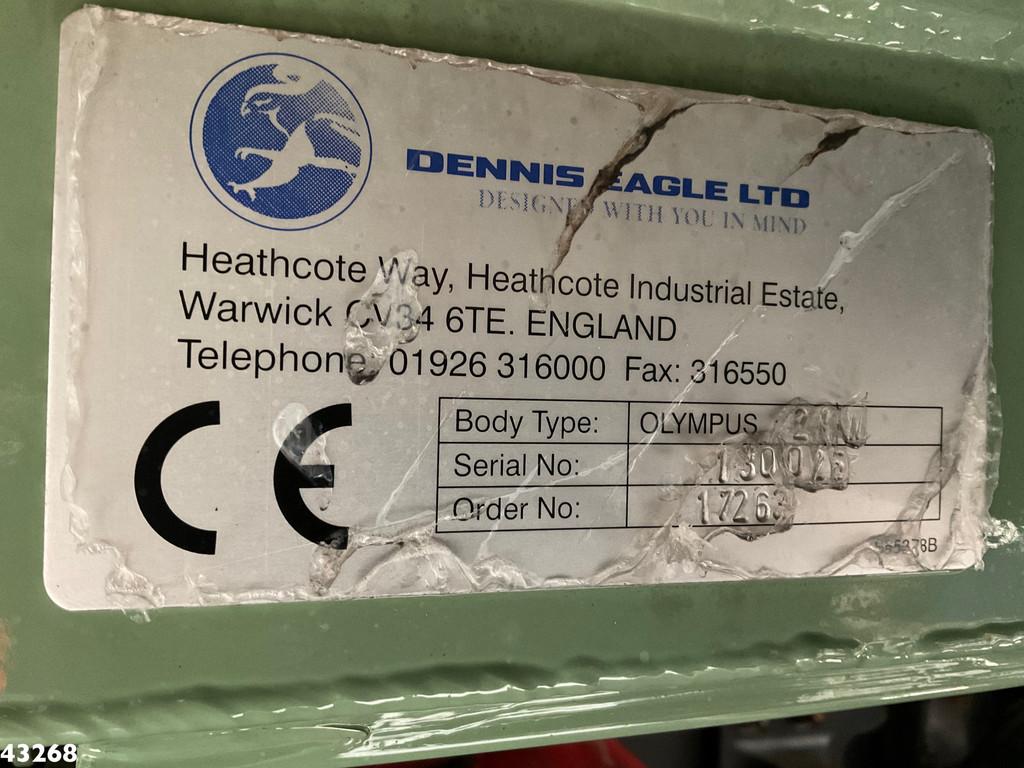 DENNIS EAGLE LTD
DESIGNED WITH YOU IN MIND
Heathcote Way, Heathcote Industrial Estate,
Warwick CV34 6TE. ENGLAND
Telephone: 01926 316000 Fax: 316550
CE
Body Type: OLYMPUS
Serial No: 130026
Order No: 17263
43268